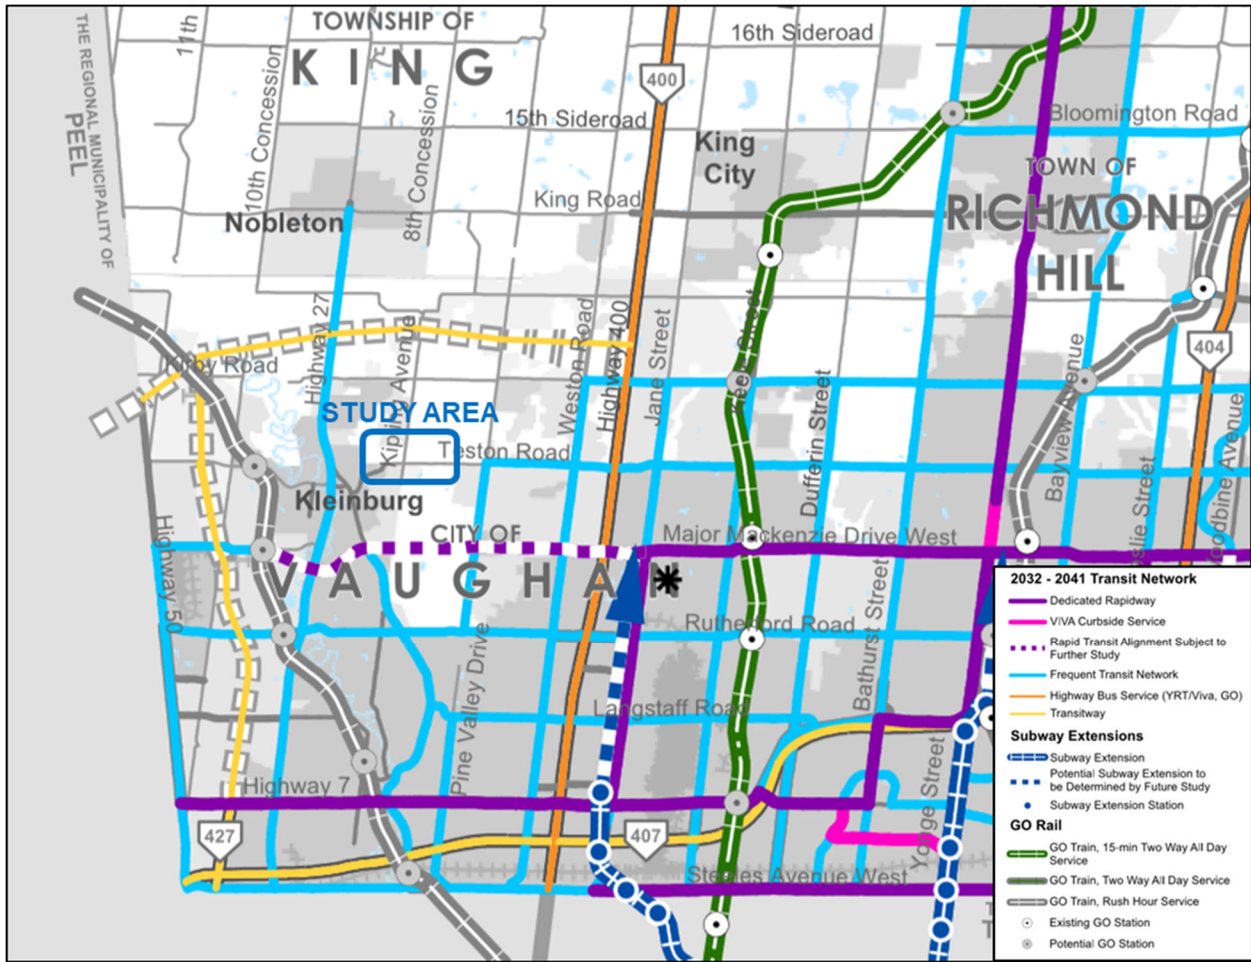 TOWNSHIP OF
KING
16th Sideroad
11th
THE REGIONAL MUNICIPALITY OF
PEEL
10th Concession
8th Concession
400
15th Sideroad
King
City
Bloomington Road
TOWN OF
RICHMOND
HILL
King Road
Nobleton
Highway 27
Kipling Avenue
Weston Road
Highway 400
Jane Street
Keele Street
Dufferin Street
Bayview Avenue
404
Kirby Road
STUDY AREA
Teston Road
Kleinburg
CITY OF
VAUGHAN
Major Mackenzie Drive West
Highway 50
Rutherford Road
Bathurst Street
Pine Valley Drive
Langstaff Road
Highway 7
Yonge Street
427
407
Steeles Avenue West
2032 - 2041 Transit Network
Dedicated Rapidway
VIVA Curbside Service
Rapid Transit Alignment Subject to
Further Study
Frequent Transit Network
Highway Bus Service (YRT/Viva, GO)
Transitway
Subway Extensions
Subway Extension
Potential Subway Extension to
be Determined by Future Study
Subway Extension Station
GO Rail
GO Train, 15-min Two Way All Day
Service
GO Train, Two Way All Day Service
GO Train, Rush Hour Service
Existing GO Station
Potential GO Station